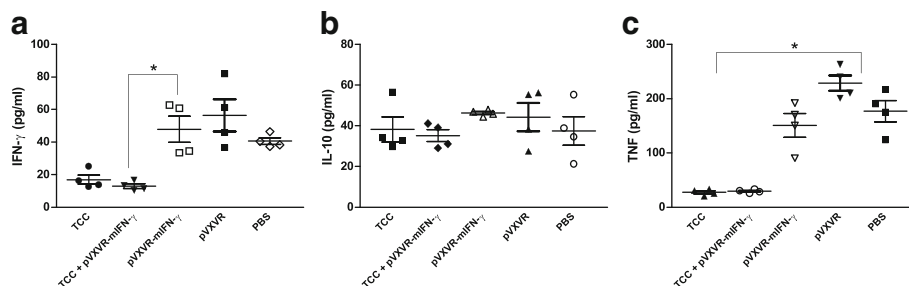 a
b
c
IFN-γ (pg/ml)
100
80
60
40
20
0
*
TCC
TCC + pVXVR-mIFN-γ
pVXVR-mIFN-γ
pVXVR
PBS
IL-10 (pg/ml)
80
60
40
20
0
TCC
TCC + pVXVR-mIFN-γ
pVXVR-mIFN-γ
pVXVR
PBS
TNF (pg/ml)
300
200
100
0
*
TCC
TCC + pVXVR-mIFN-γ
pVXVR-mIFN-γ
pVXVR
PBS